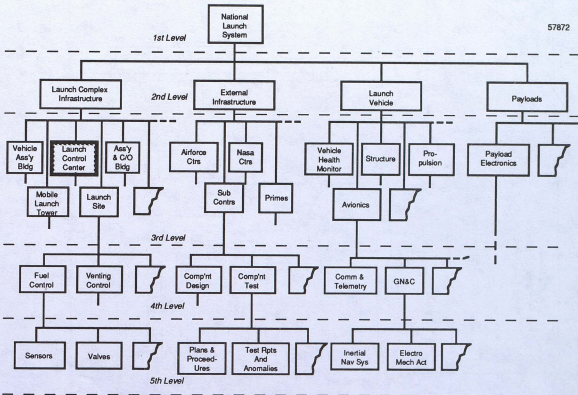 National
Launch
System
57872
1st Level
Launch Complex
Infrastructure
2nd Level
External
Infrastructure
Launch
Vehicle
Payloads
Vehicle
Ass'y
Bldg
Launch
Control
Center
Ass'y
& C/O
Bldg
Airforce
Ctrs
Nasa
Ctrs
Vehicle
Health
Monitor
Structure
Pro-
pulsion
Payload
Electronics
Mobile
Launch
Tower
Launch
Site
Sub
Contrs
Primes
Avionics
3rd Level
Fuel
Control
Venting
Control
Comp'nt
Design
Comp'nt
Test
Comm &
Telemetry
GN&C
4th Level
Sensors
Valves
Plans &
Proceed-
Ures
Test Rpts
And
Anomalies
Inertial
Nav Sys
Electro
Mech Act
5th Level